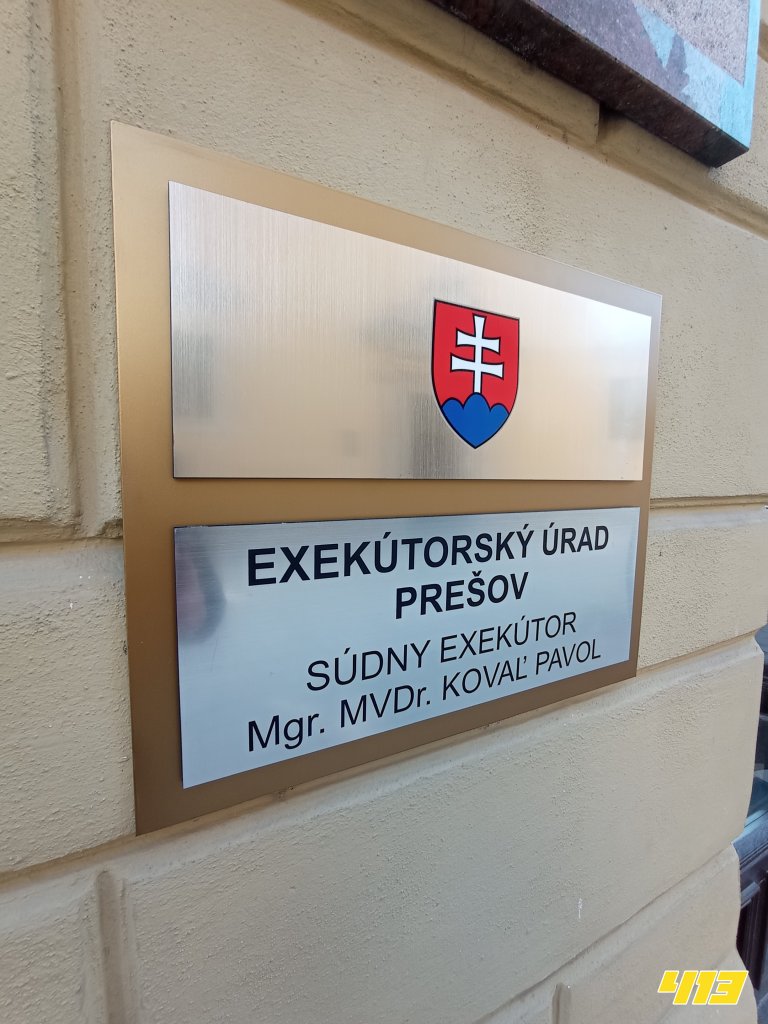 EXEKÚTORSKÝ ÚRAD
PREŠOV
SÚDNY EXEKÚTOR
Mgr. MVDr. KOVAĽ PAVOL
413